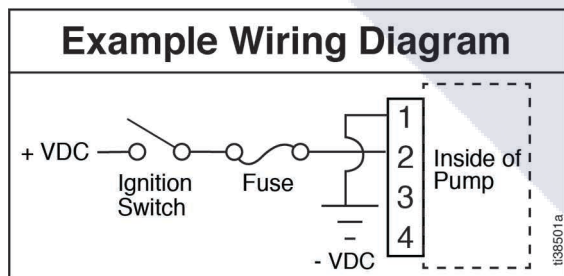 Example Wiring Diagram
+ VDC
Ignition
Switch
Fuse
1
2
3
4
Inside of
Pump
- VDC
ti38501a